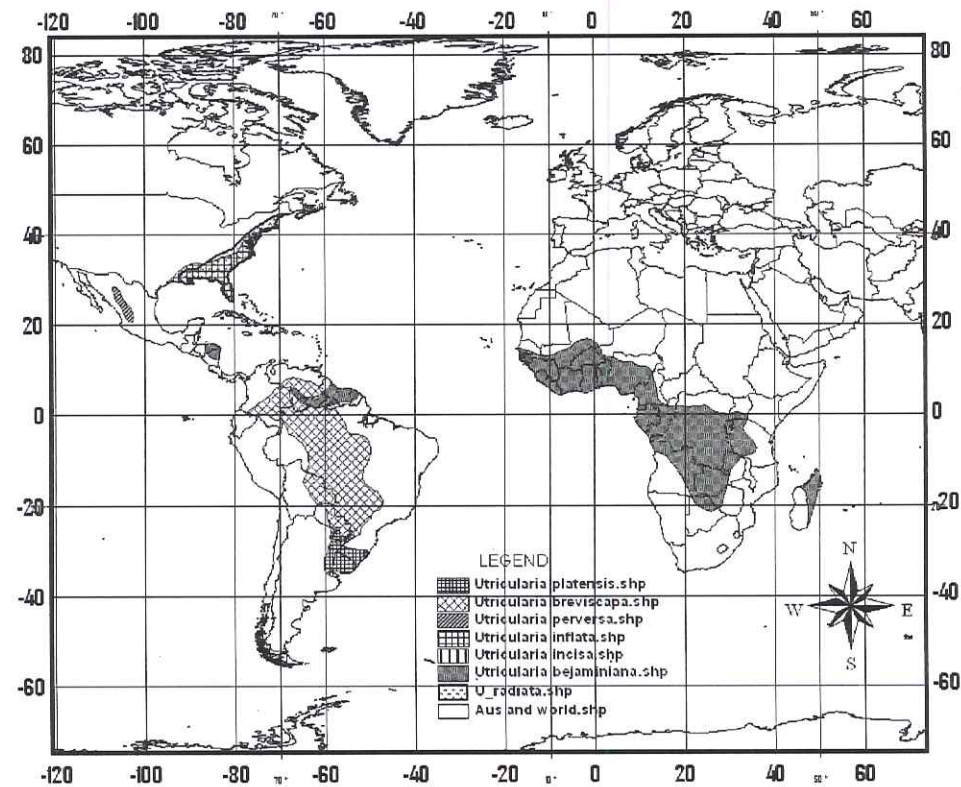 -120 -100 -80 70° -60 -40 -20 0 20 40 60
80 80
60 60
40 40
20 20
0 0
-20 -20
-40 -40
-60 -60
N
W E
S
LEGEND
Utricularia platensis.shp
Utricularia breviscapa.shp
Utricularia perversa.shp
Utricularia inflata.shp
Utricularia incisa.shp
Utricularia bejaminiana.shp
U_radiata.shp
Aus and world.shp
-120 -100 -80 70° -60 -40 -20 0 20 40 60